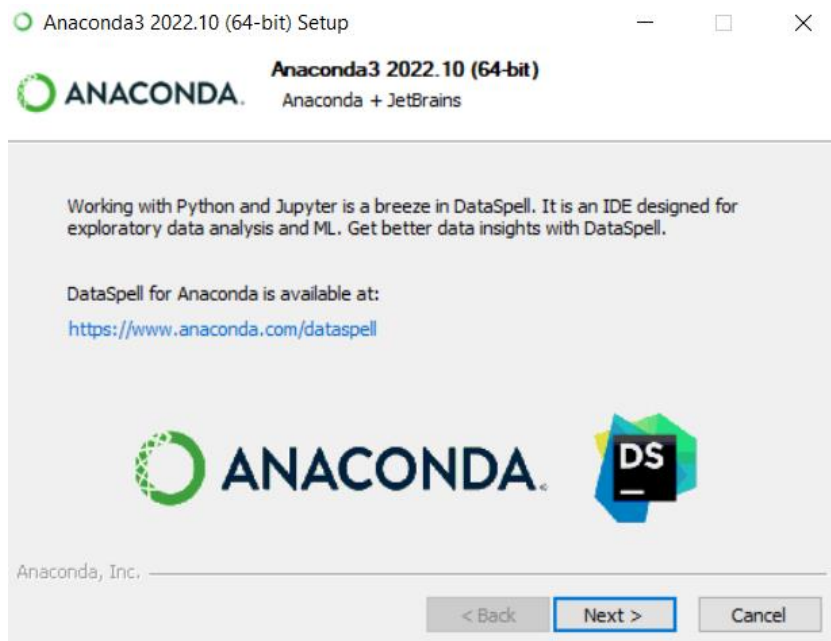 Anaconda3 2022.10 (64-bit) Setup
ANACONDA.
Anaconda3 2022.10 (64-bit)
Anaconda + JetBrains
Working with Python and Jupyter is a breeze in DataSpell. It is an IDE designed for
exploratory data analysis and ML. Get better data insights with DataSpell.
DataSpell for Anaconda is available at:
https://www.anaconda.com/dataspell
ANACONDA.
DS
Anaconda, Inc.
< Back Next > Cancel